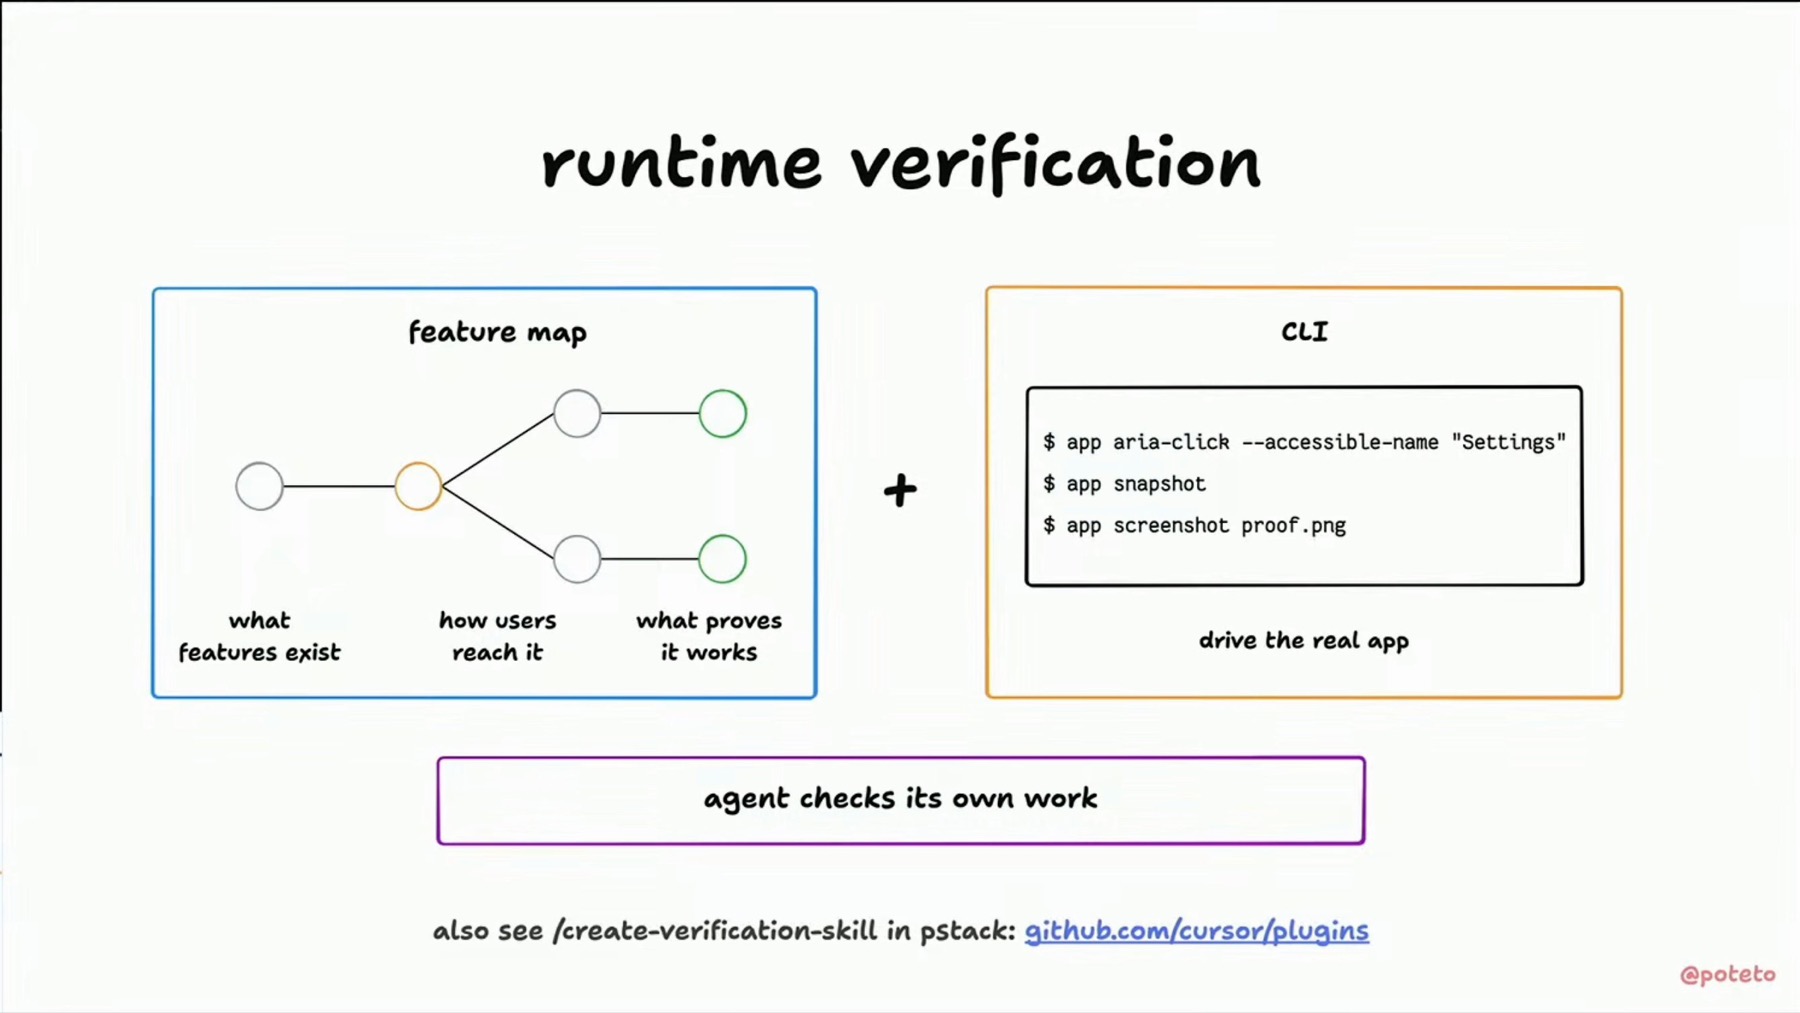 runtime verification
feature map
what
features exist
how users
reach it
what proves
it works
+
CLI
$ app aria-click --accessible-name "Settings"
$ app snapshot
$ app screenshot proof.png
drive the real app
agent checks its own work
also see /create-verification-skill in pstack: github.com/cursor/plugins
@poteto